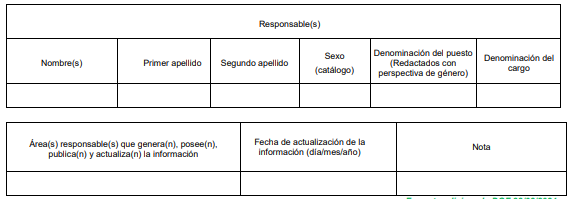 Responsable(s)
Nombre(s)
Primer apellido
Segundo apellido
Sexo
(catálogo)
Denominación del puesto
(Redactados con
perspectiva de género)
Denominación del
cargo
Área(s) responsable(s) que genera(n), posee(n),
publica(n) y actualiza(n) la información
Fecha de actualización de la
información (día/mes/año)
Nota